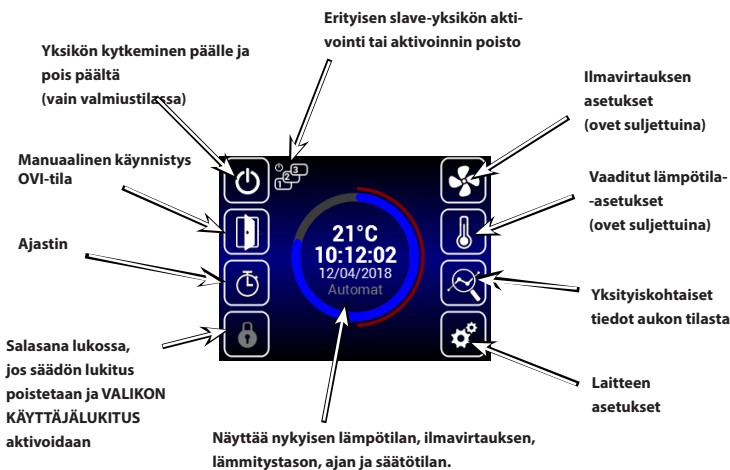 Erityisen slave-yksikön akti-
vointi tai aktivoinnin poisto
Yksikön kytkeminen päälle ja
pois päältä
(vain valmiustilassa)
Ilmavirtauksen
asetukset
(ovet suljettuina)
Manuaalinen käynnistys
OVI-tila
Vaaditut lämpötila-
-asetukset
(ovet suljettuina)
Ajastin
1 2 3
21°C
10:12:02
12/04/2018
Automat
Yksityiskohtaiset
tiedot aukon tilasta
Salasana lukossa,
jos säädön lukitus
poistetaan ja VALIKON
KÄYTTÄJÄLUKITUS
aktivoidaan
Laitteen
asetukset
Näyttää nykyisen lämpötilan, ilmavirtauksen,
lämmitystason, ajan ja säätötilan.